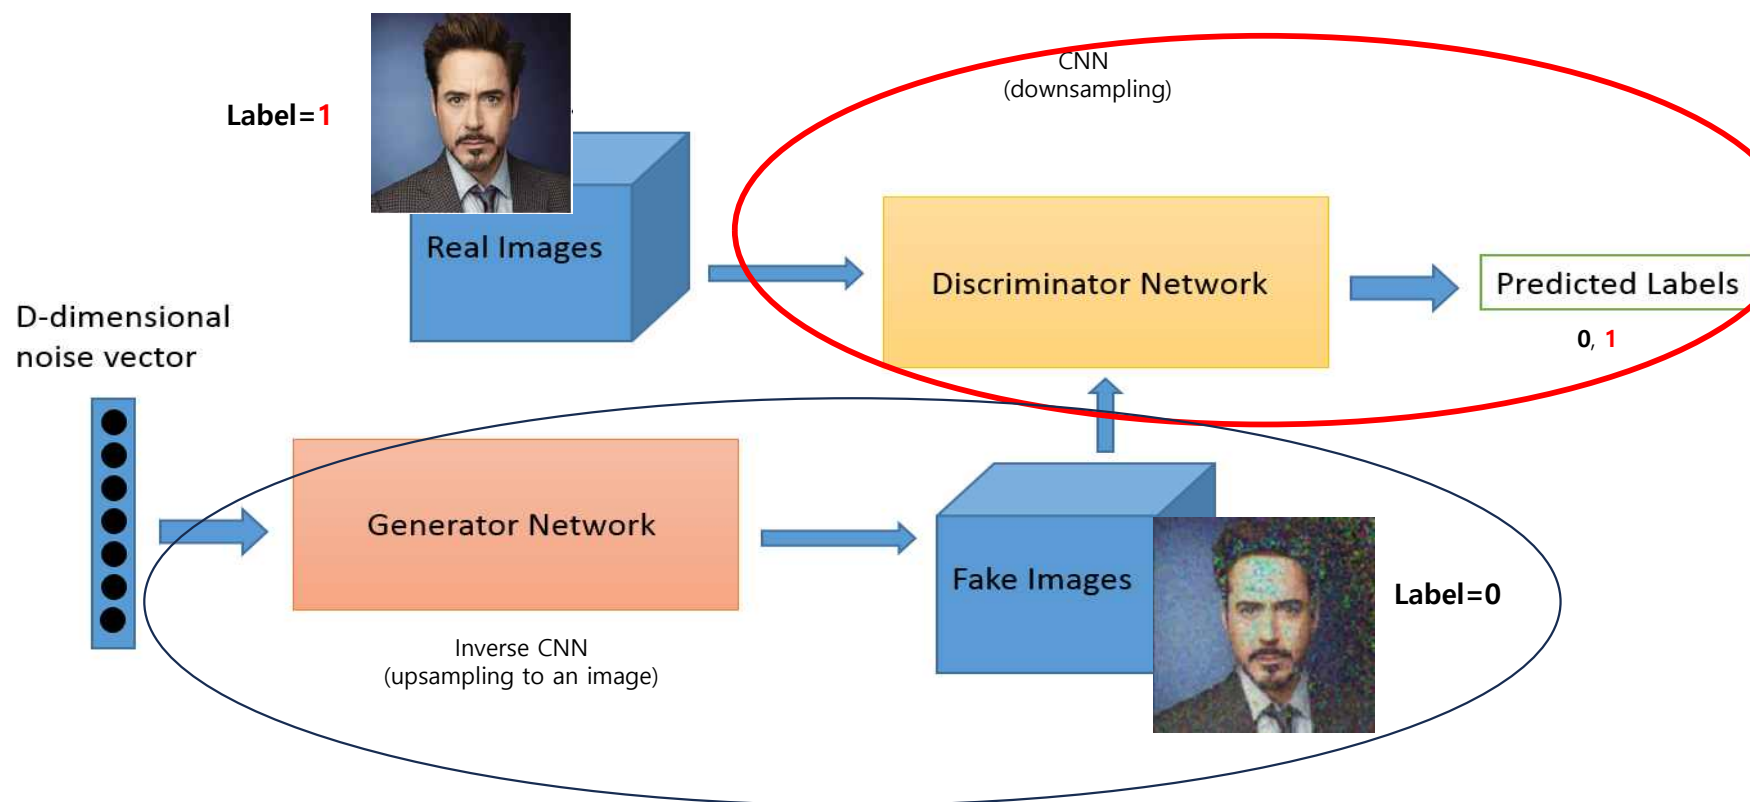 CNN
(downsampling)
Label=1
Real Images
Discriminator Network
Predicted Labels
0, 1
D-dimensional
noise vector
Generator Network
Fake Images
Label=0
Inverse CNN
(upsampling to an image)